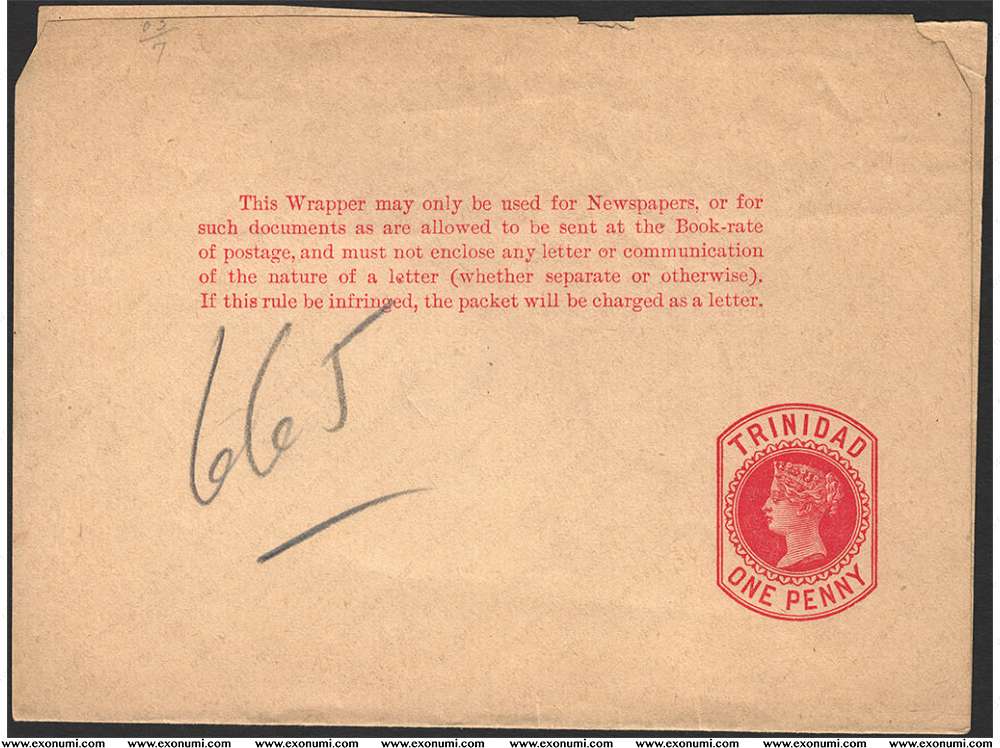 63
7
This Wrapper may only be used for Newspapers, or for
such documents as are allowed to be sent at the Book-rate
of postage, and must not enclose any letter or communication
of the nature of a letter (whether separate or otherwise).
If this rule be infringed, the packet will be charged as a letter.
665
TRINIDAD
ONE PENNY
www.exonumi.com www.exonumi.com www.exonumi.com www.exonumi.com www.exonumi.com www.exonumi.com www.exonumi.com www.exonumi.com